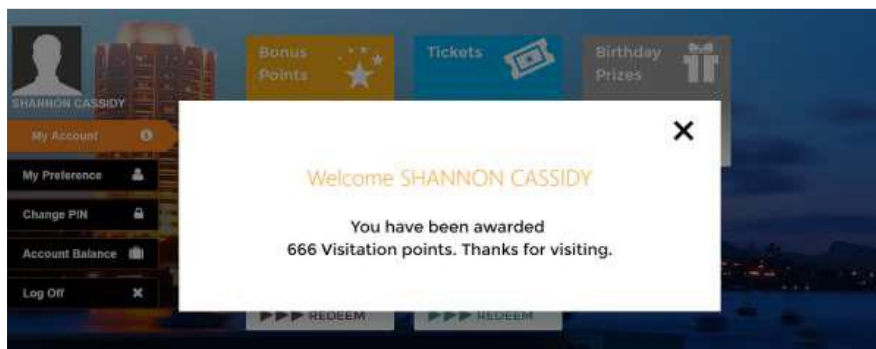 Bonus
Points
Tickets
Birthday
Prizes
SHANNON CASSIDY
My Account
My Preference
Change PIN
Account Balance
Log Off
Welcome SHANNON CASSIDY
You have been awarded
666 Visitation points. Thanks for visiting.
REDEEM
REDEEM